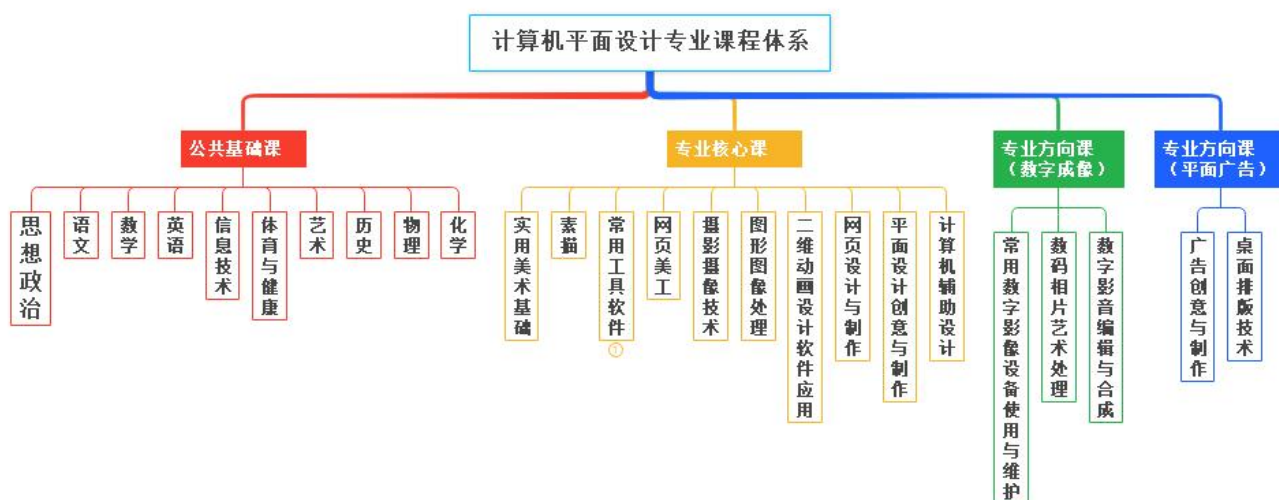 计算机平面设计专业课程体系
公共基础课
专业核心课
专业方向课
（数字成像）
专业方向课
（平面广告）
思想政治
语文
数学
英语
信息技术
体育与健康
艺术
历史
物理
化学
实用美术基础
素描
常用工具软件
网页美工
摄影摄像技术
图形图像处理
二维动画设计软件应用
网页设计与制作
平面设计创意与制作
计算机辅助设计
常用数字影像设备使用与维护
数码相片艺术处理
数字影音编辑与合成
广告创意与制作
桌面排版技术